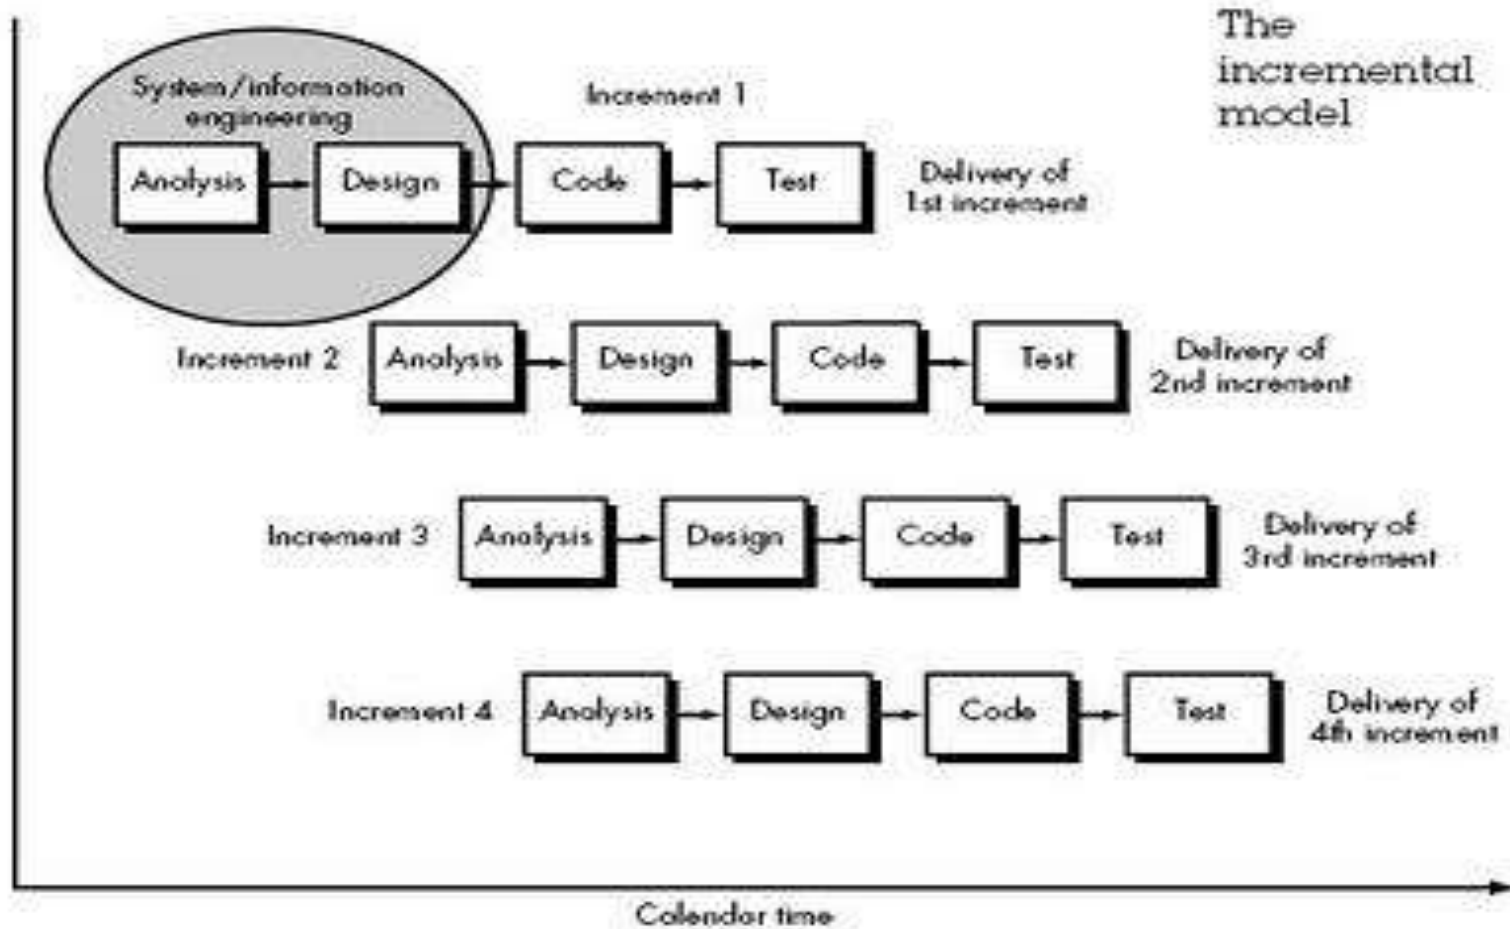 The
incremental
model
System/information
engineering
Increment 1
Analysis
Design
Code
Test
Delivery of
1st increment
Increment 2
Analysis
Design
Code
Test
Delivery of
2nd increment
Increment 3
Analysis
Design
Code
Test
Delivery of
3rd increment
Increment 4
Analysis
Design
Code
Test
Delivery of
4th increment
Calendar time